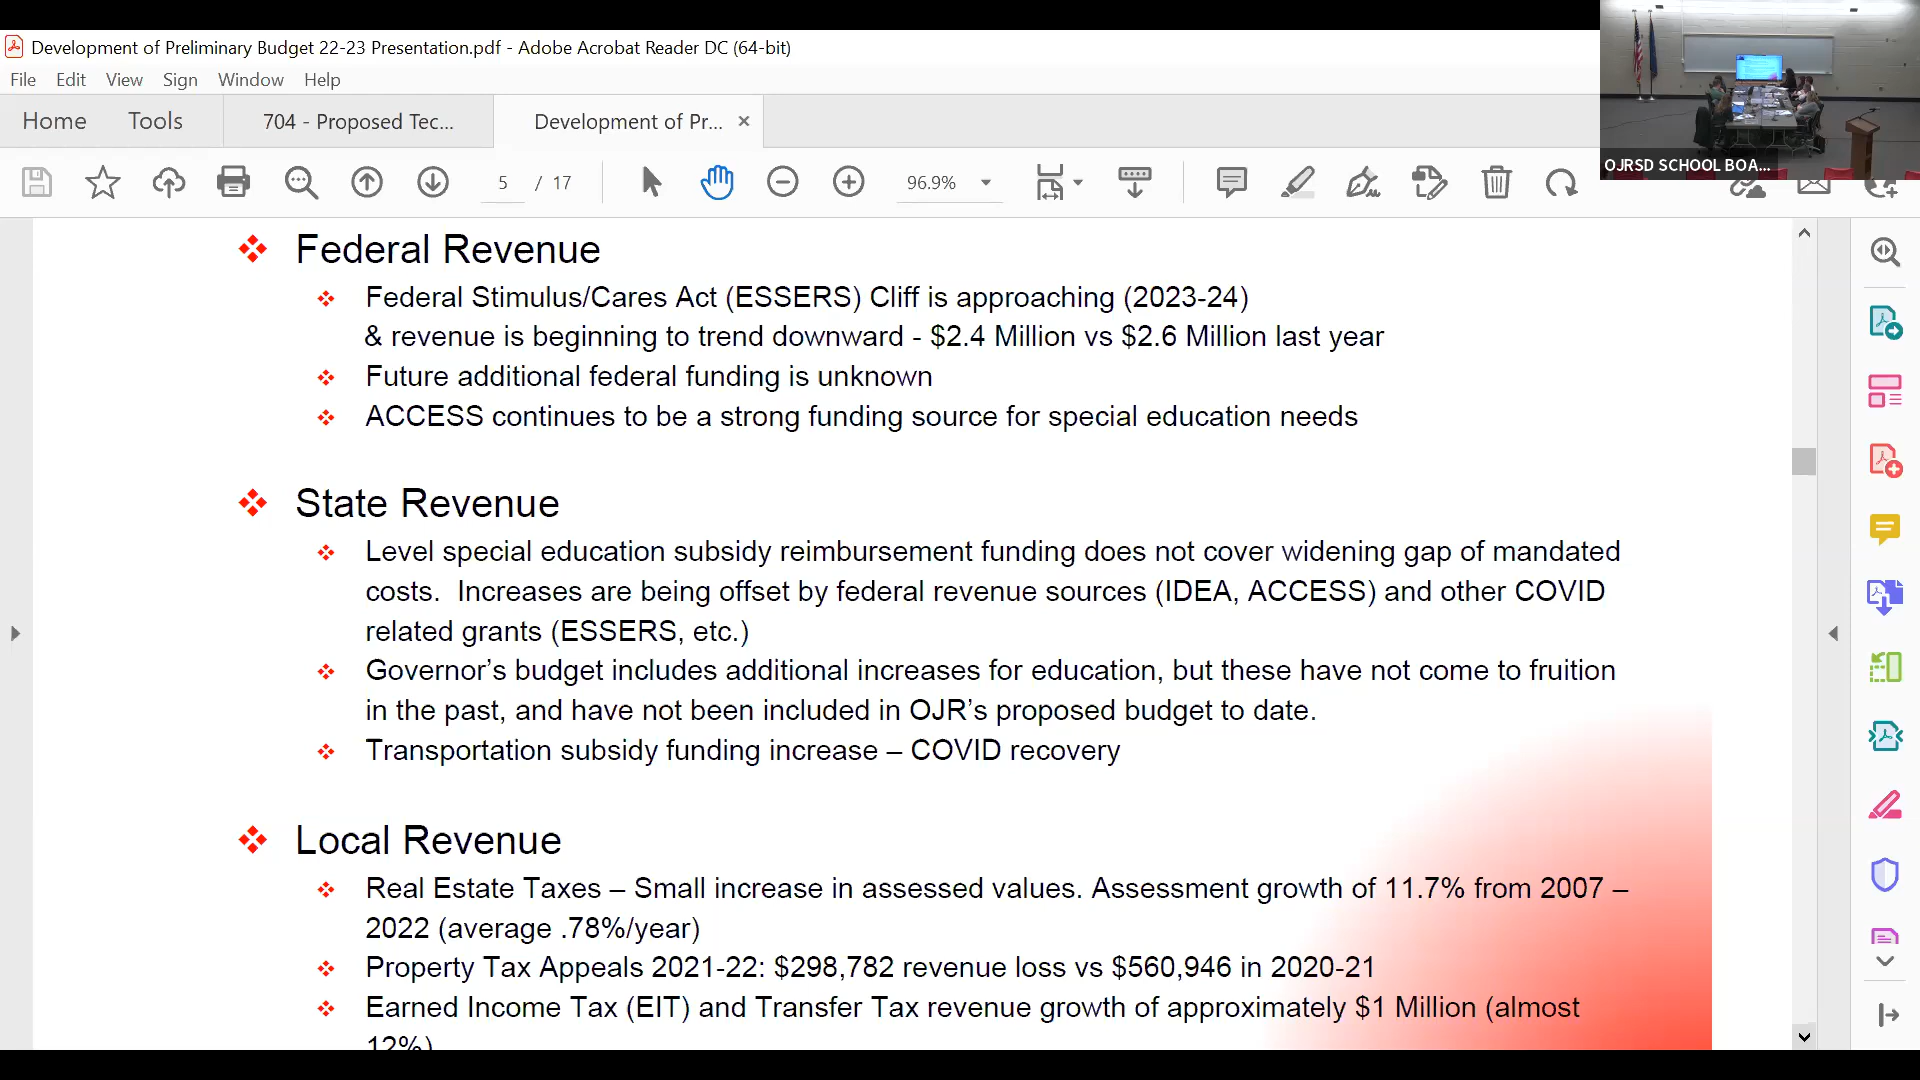 Development of Preliminary Budget 22-23 Presentation.pdf - Adobe Acrobat Reader DC (64-bit)
File Edit View Sign Window Help
Home Tools 704 - Proposed Tec... Development of Pr... ×
5 / 17 96.9%
OJRSD SCHOOL BOA...
Federal Revenue
Federal Stimulus/Cares Act (ESSERS) Cliff is approaching (2023-24)
& revenue is beginning to trend downward - $2.4 Million vs $2.6 Million last year
Future additional federal funding is unknown
ACCESS continues to be a strong funding source for special education needs
State Revenue
Level special education subsidy reimbursement funding does not cover widening gap of mandated
costs. Increases are being offset by federal revenue sources (IDEA, ACCESS) and other COVID
related grants (ESSERS, etc.)
Governor’s budget includes additional increases for education, but these have not come to fruition
in the past, and have not been included in OJR’s proposed budget to date.
Transportation subsidy funding increase – COVID recovery
Local Revenue
Real Estate Taxes – Small increase in assessed values. Assessment growth of 11.7% from 2007 –
2022 (average .78%/year)
Property Tax Appeals 2021-22: $298,782 revenue loss vs $560,946 in 2020-21
Earned Income Tax (EIT) and Transfer Tax revenue growth of approximately $1 Million (almost
12%)